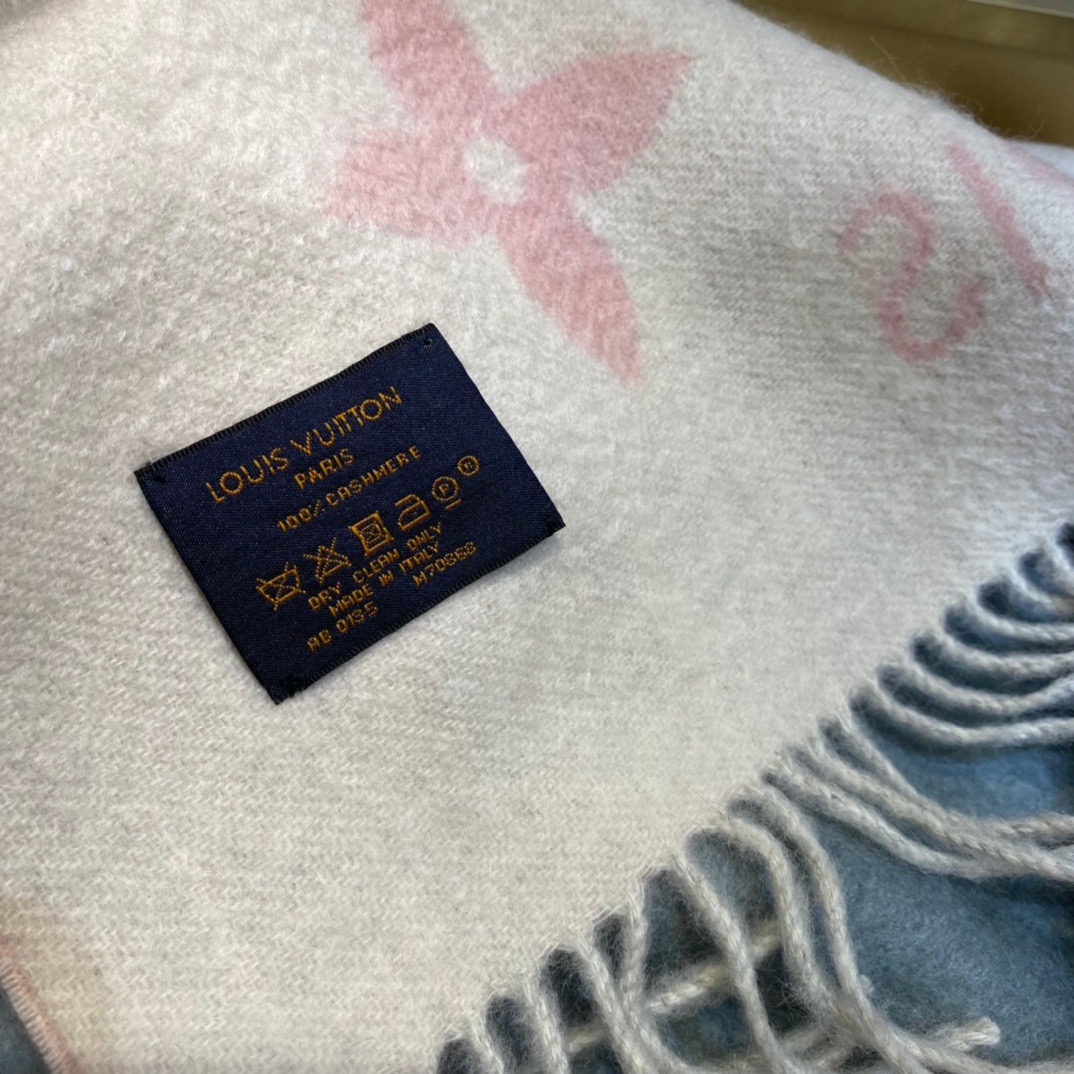 LOUIS VUITTON
PARIS
100% CASHMERE
DRY CLEAN ONLY
MADE IN ITALY
AB 0135 M70868